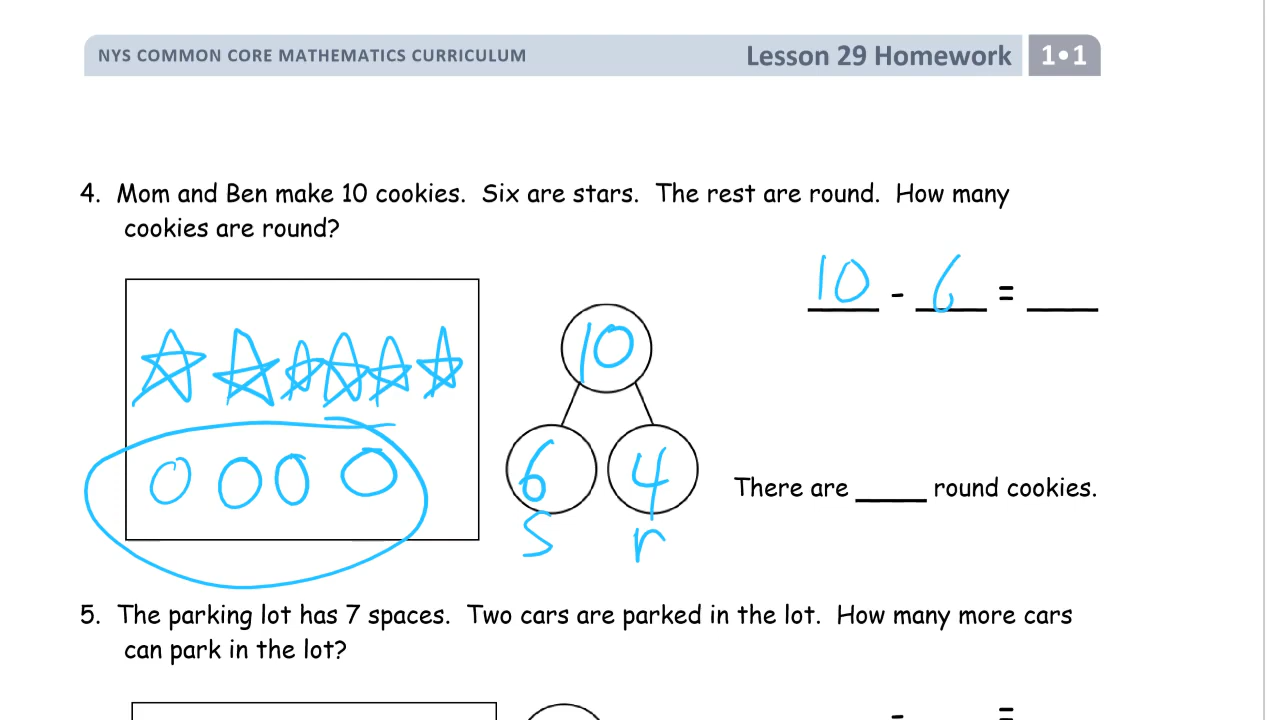 NYS COMMON CORE MATHEMATICS CURRICULUM Lesson 29 Homework 1•1
4. Mom and Ben make 10 cookies. Six are stars. The rest are round. How many
cookies are round?
10 - 6 = ____
10
6 4
s r
There are ____ round cookies.
5. The parking lot has 7 spaces. Two cars are parked in the lot. How many more cars
can park in the lot?
- =